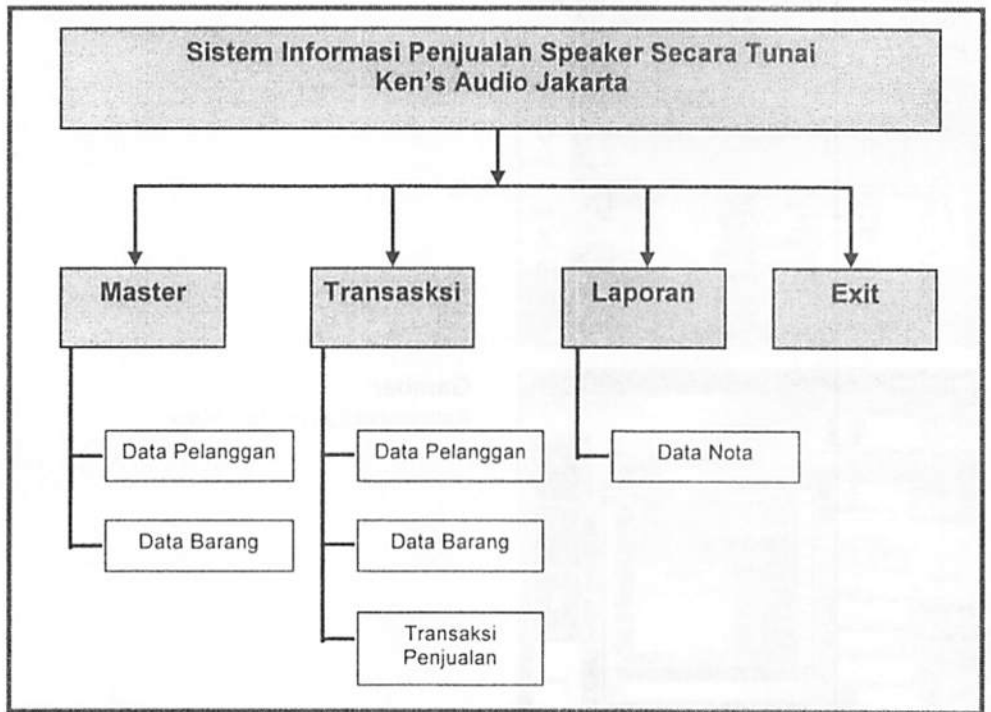 Sistem Informasi Penjualan Speaker Secara Tunai
Ken's Audio Jakarta
Master
Transasksi
Laporan
Exit
Data Pelanggan
Data Pelanggan
Data Nota
Data Barang
Data Barang
Transaksi
Penjualan